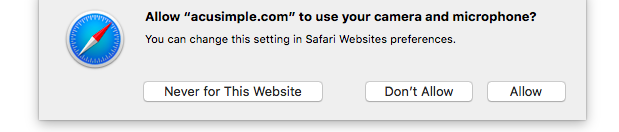 Allow “acusimple.com” to use your camera and microphone?
You can change this setting in Safari Websites preferences.
Never for This Website
Don’t Allow
Allow